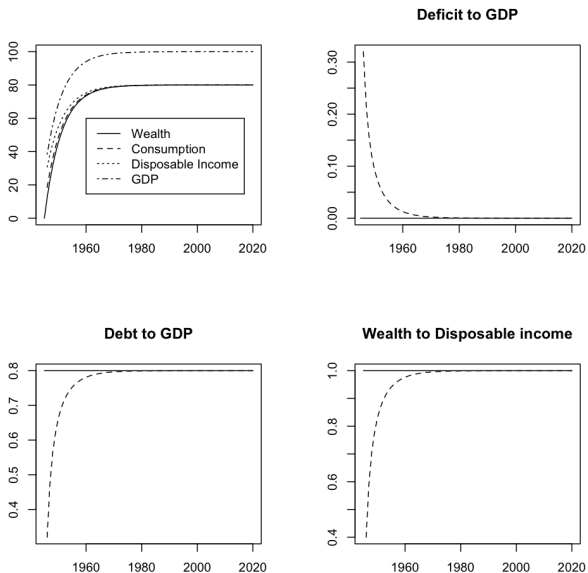 Deficit to GDP
0 20 40 60 80 100
Wealth
Consumption
Disposable Income
GDP
1960 1980 2000 2020
0.00 0.10 0.20 0.30
1960 1980 2000 2020
Debt to GDP
Wealth to Disposable income
0.4 0.5 0.6 0.7 0.8
1960 1980 2000 2020
0.4 0.6 0.8 1.0
1960 1980 2000 2020